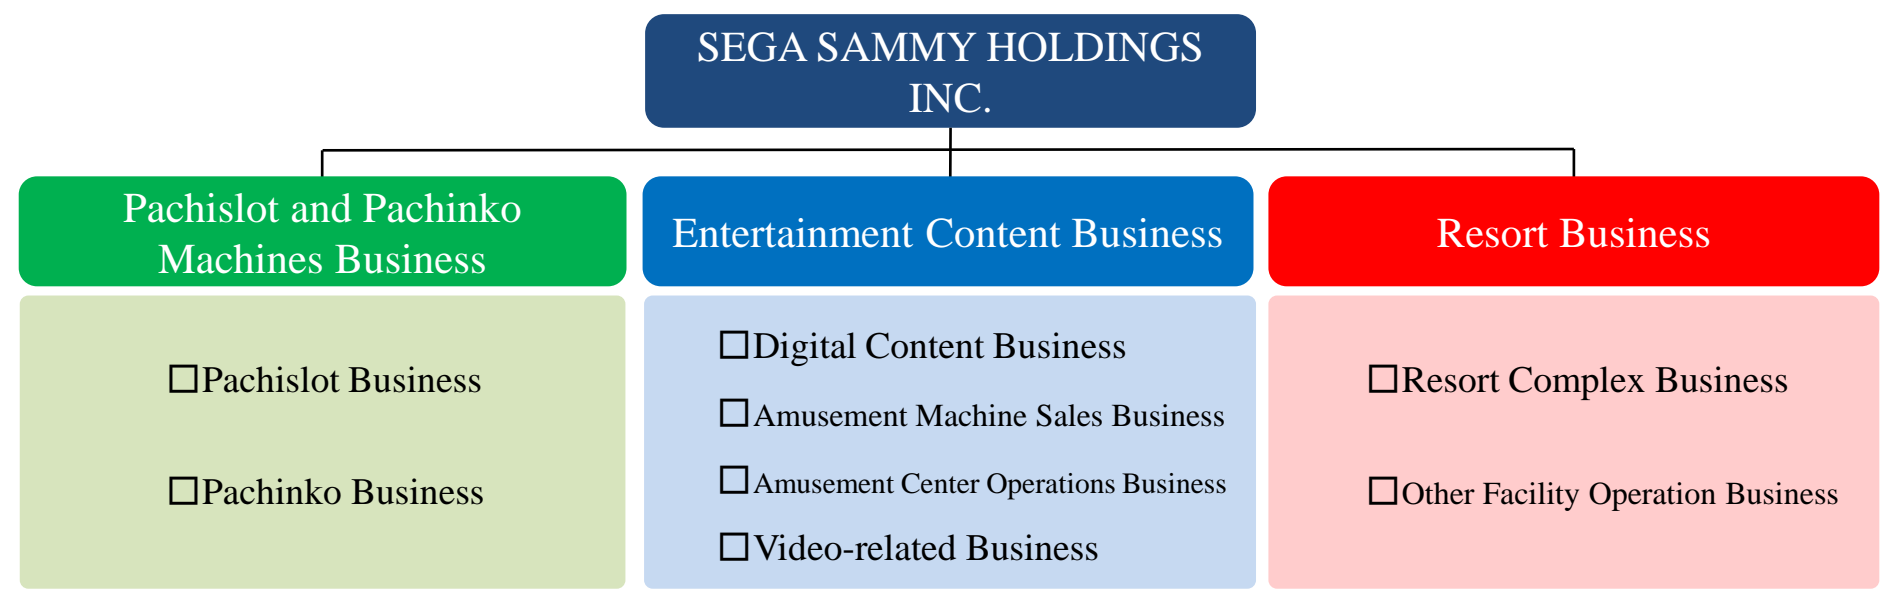 SEGA SAMMY HOLDINGS
INC.
Pachislot and Pachinko
Machines Business
Entertainment Content Business
Resort Business
□Pachislot Business
□Pachinko Business
□Digital Content Business
□Amusement Machine Sales Business
□Amusement Center Operations Business
□Video-related Business
□Resort Complex Business
□Other Facility Operation Business